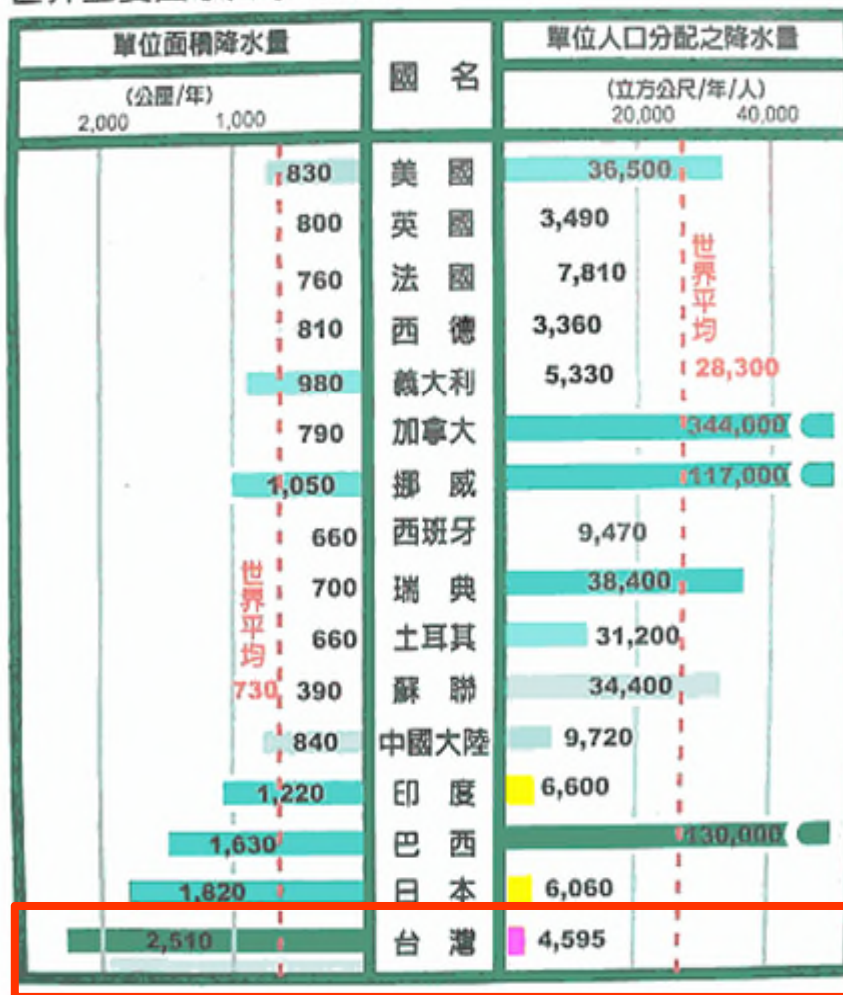 單位面積降水量 國名 單位人口分配之降水量
(公厘/年) (立方公尺/年/人)
2,000 1,000 20,000 40,000
830 美國 36,500
800 英國 3,490
760 法國 7,810
810 西德 3,360
980 義大利 5,330
790 加拿大 344,000
1,050 挪威 117,000
660 西班牙 9,470
700 瑞典 38,400
660 土耳其 31,200
390 蘇聯 34,400
840 中國大陸 9,720
1,220 印度 6,600
1,630 巴西 130,000
1,820 日本 6,060
2,510 台灣 4,595
世界平均
730
世界平均
28,300